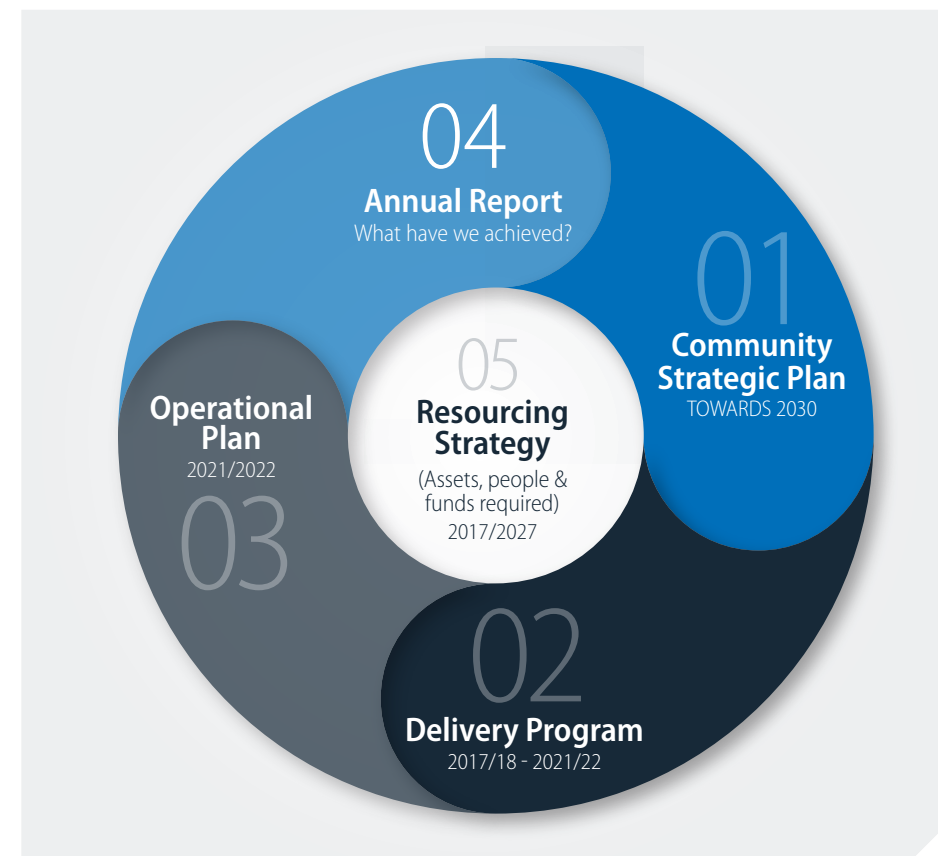 04
Annual Report
What have we achieved?
01
Community
Strategic Plan
TOWARDS 2030
05
Resourcing
Strategy
(Assets, people &
funds required)
2017/2027
Operational
Plan
2021/2022
03
02
Delivery Program
2017/18 - 2021/22